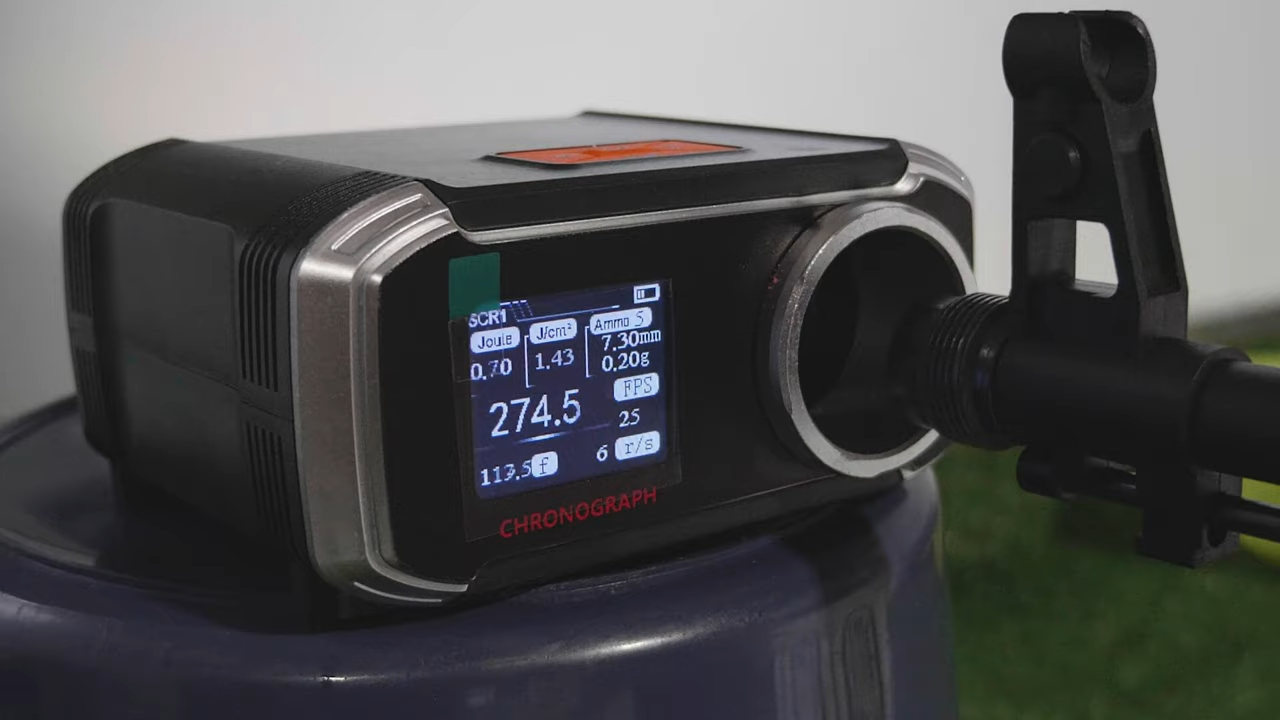 SCR1
Joule J/cm² Ammo 5
0.70 1.43 7.30mm
0.20g
274.5 FPS
25
113.5 f 6 r/s
CHRONOGRAPH